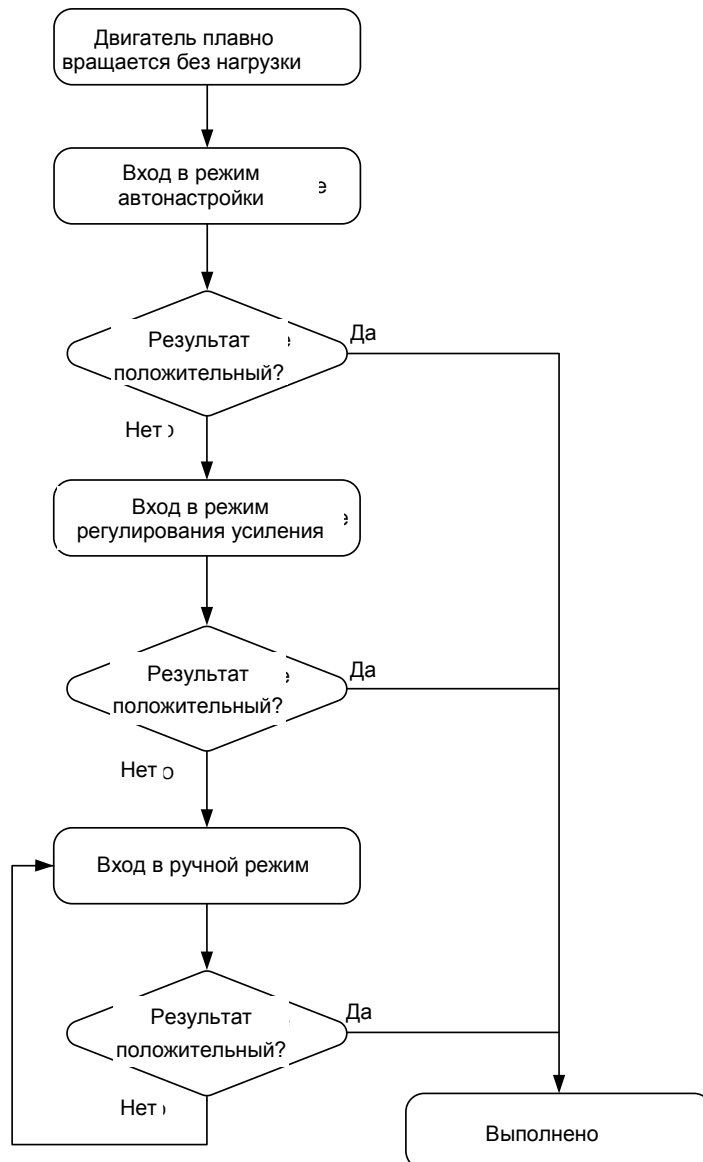 Двигатель плавно
вращается без нагрузки
Вход в режим
автонастройки
Результат
положительный?
Да
Нет
Вход в режим
регулирования усиления
Результат
положительный?
Да
Нет
Вход в ручной режим
Результат
положительный?
Да
Нет
Выполнено